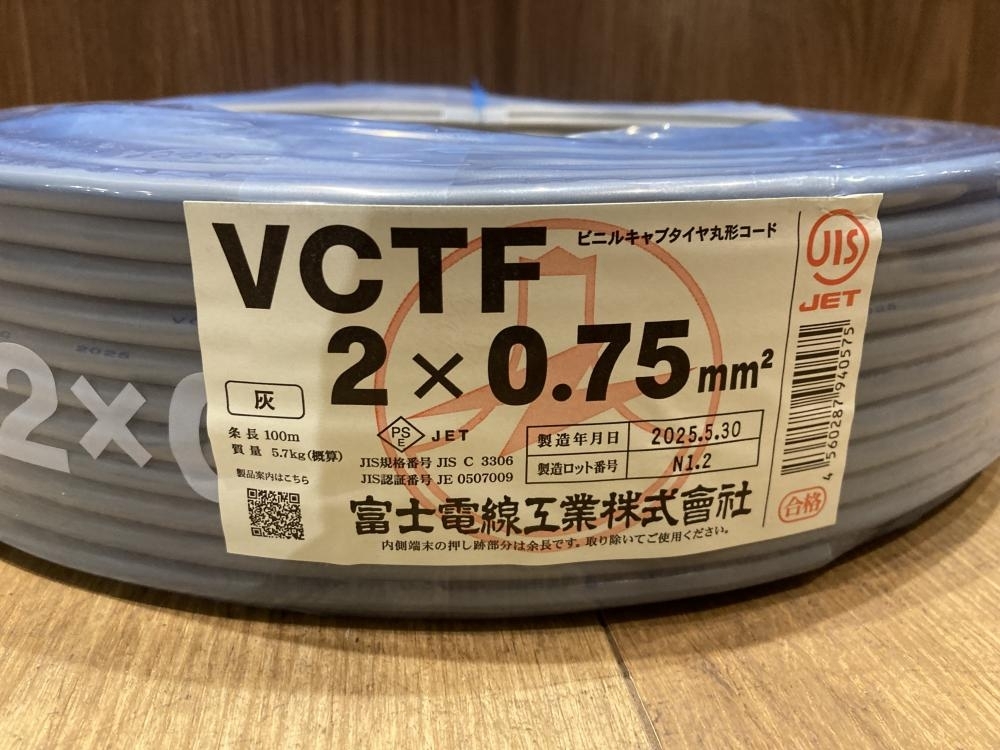 VCTF
ビニルキャブタイヤ丸形コード
2×0.75mm²
灰
条長 100m
質量 5.7kg(概算)
製品案内はこちら
PS
E
JET
JIS規格番号 JIS C 3306
JIS認証番号 JE 0507009
製造年月日 2025.5.30
製造ロット番号 N1.2
富士電線工業株式會社
内側端末の押し跡部分は余長です。取り除いてご使用ください。
JIS
JET
4560287940575
合格
2×0
2025